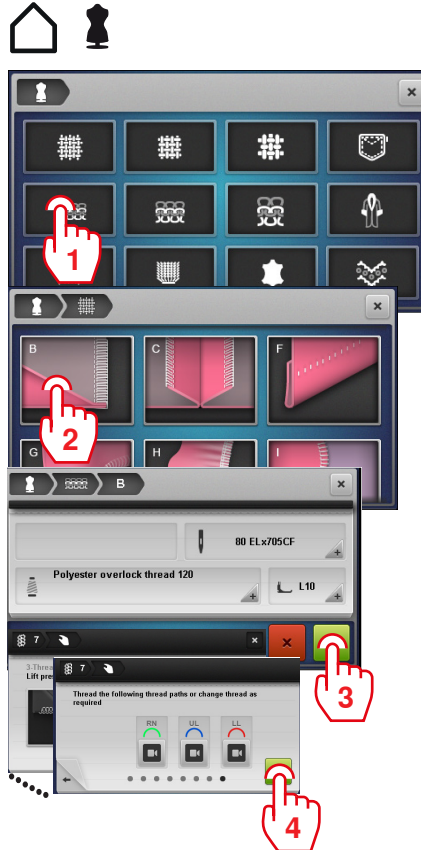 ×
1
×
B
C
F
2
G
H
I
B
×
80 ELx705CF
+
Polyester overlock thread 120
+
L10
+
7
×
×
3-Thre
Lift pre
3
7
Thread the following thread paths or change thread as
required
RN
UL
LL
4